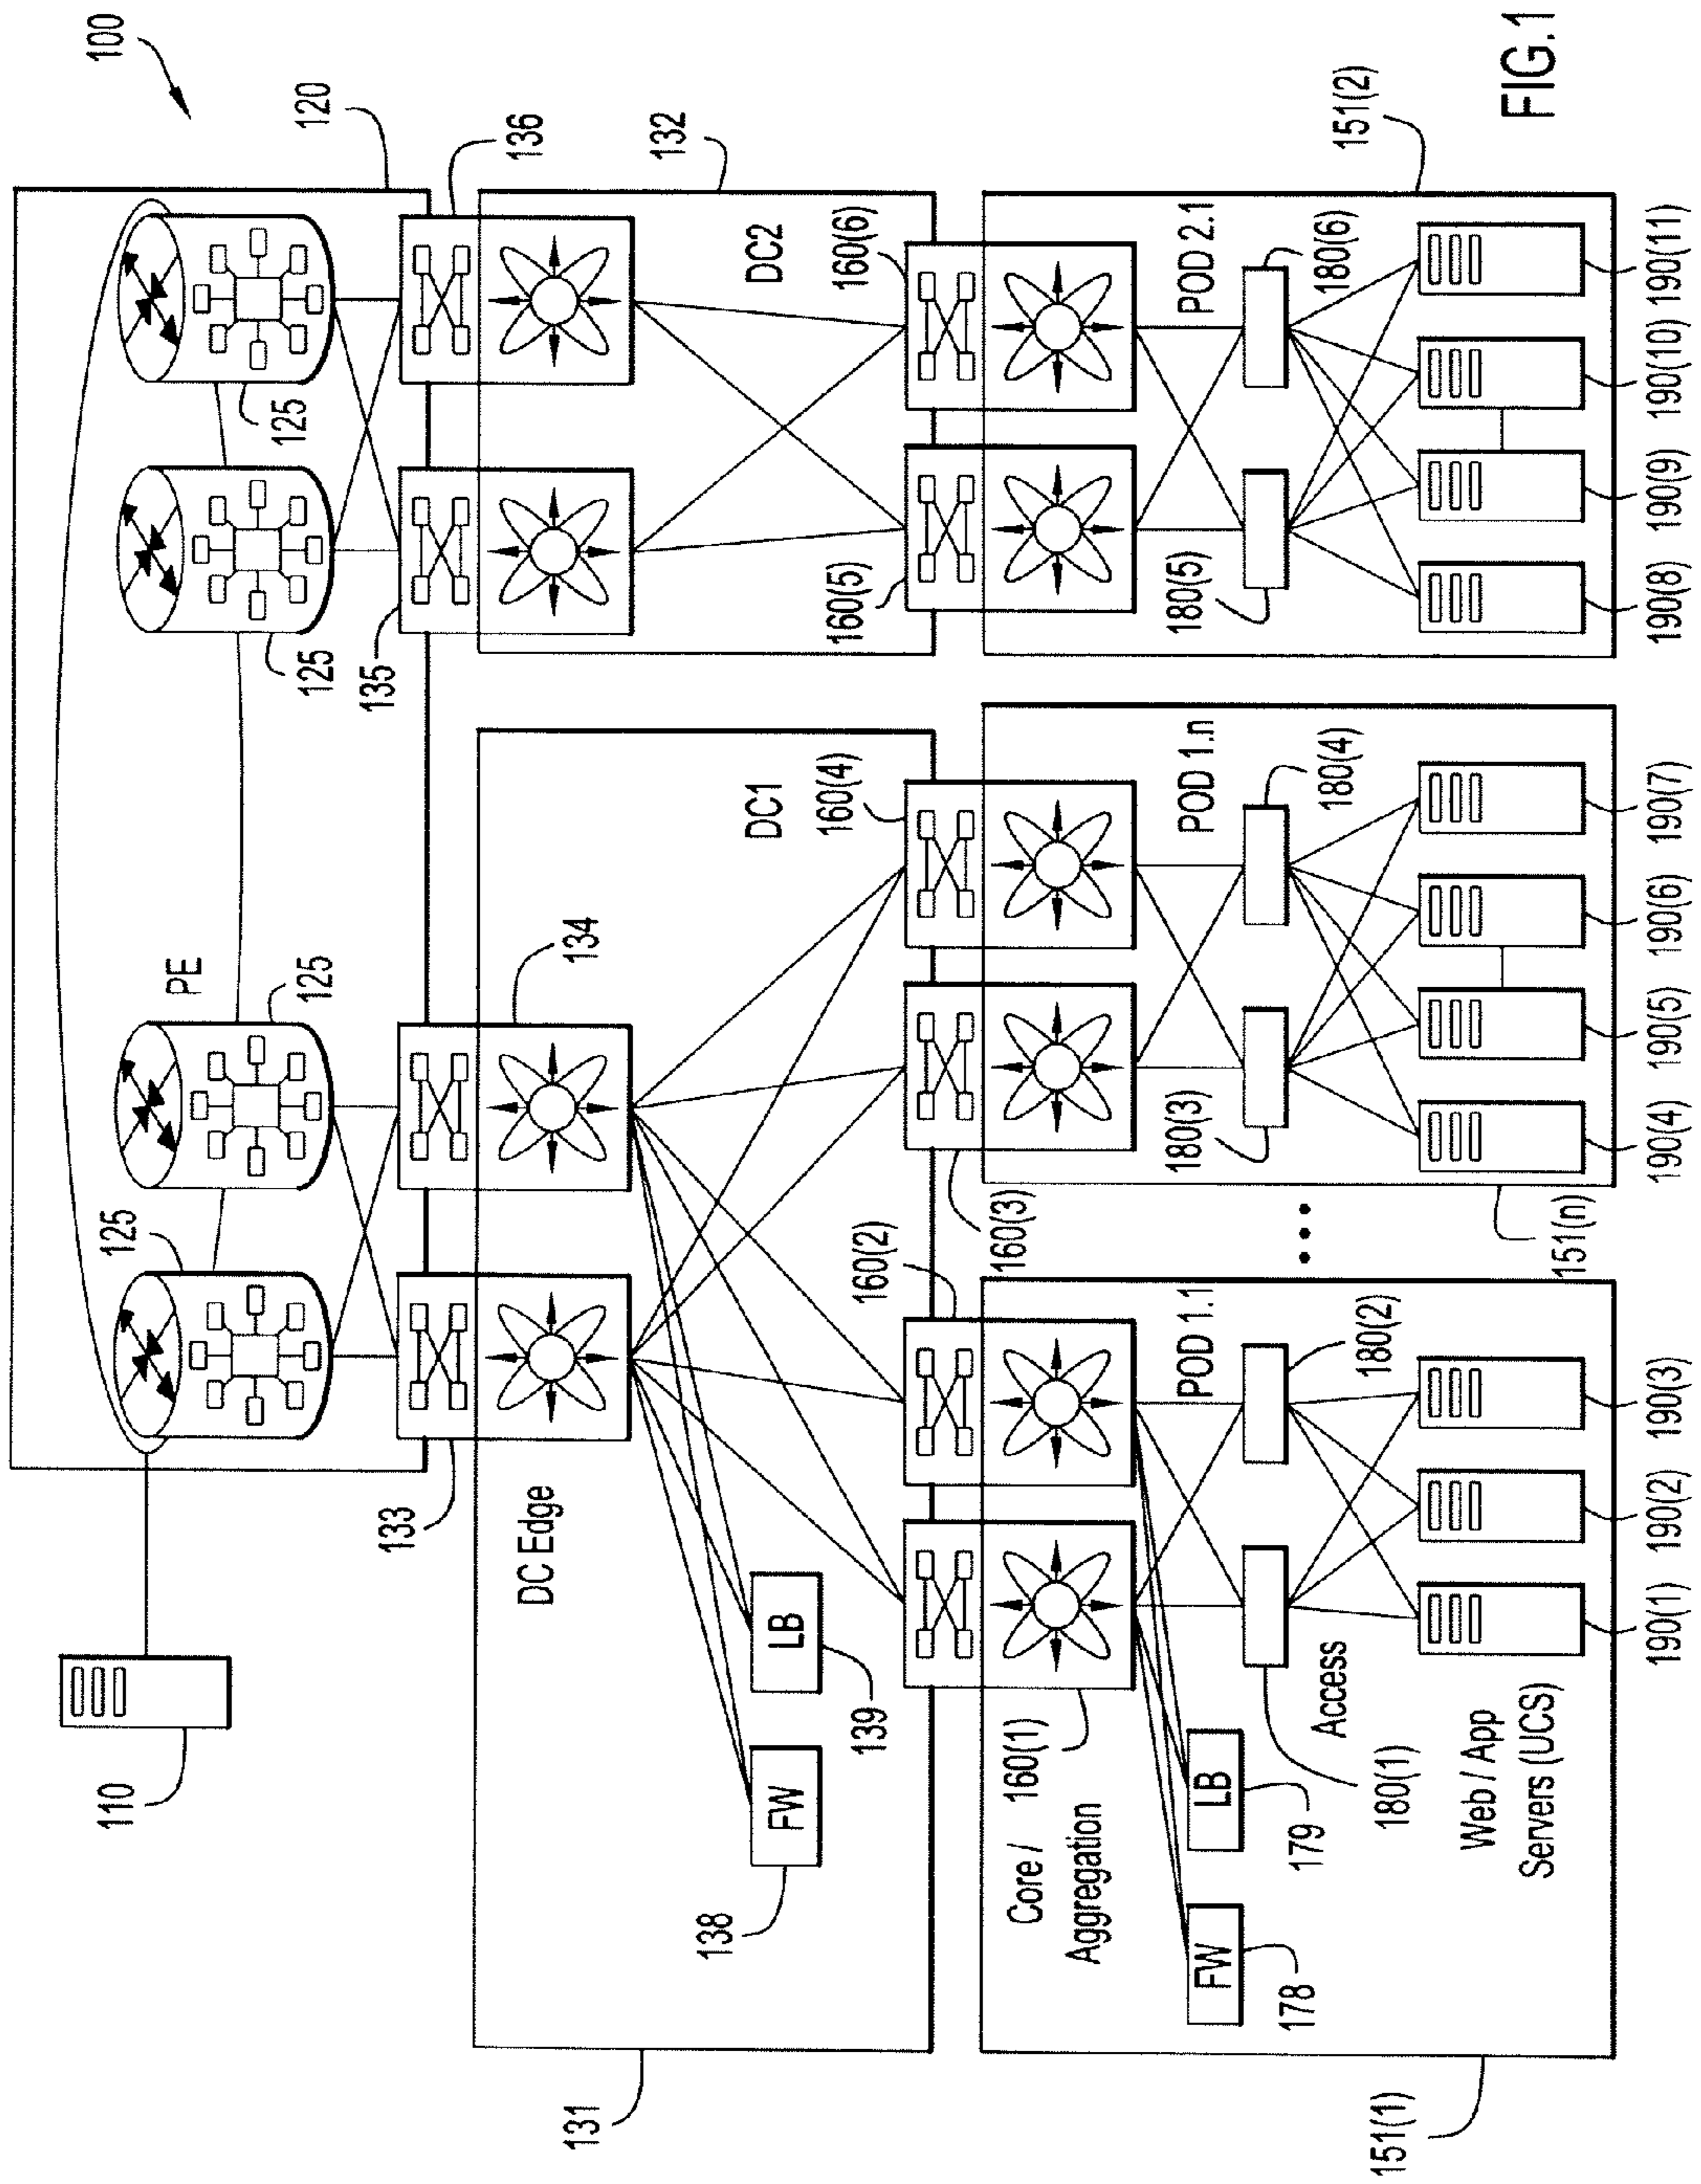 100
110
125
PE
125
125
125
120
133
135
136
DC Edge
134
131
132
138
DC1
DC2
FW
LB
160(4)
160(5)
160(6)
139
160(2)
160(3)
Core /
160(1)
Aggregation
POD 1.1
POD 1.n
POD 2.1
180(3)
180(5)
FW
LB
178
179
Access
180(4)
180(6)
151(2)
151(1)
180(1)
180(2)
Web / App
Servers (UCS)
151(n)
190(1)
190(2)
190(3)
190(4)
190(5)
190(6)
190(7)
190(8)
190(9)
190(10)
190(11)
FIG.1